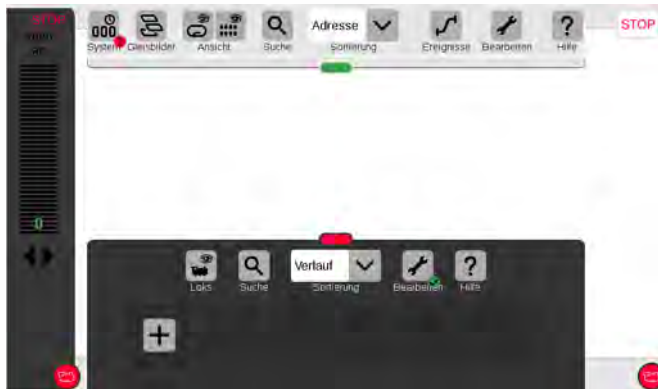 Adresse
STOP
System Gleisbilder Ansicht Suche Sortierung Ereignisse Bearbeiten Hilfe
0
Verlauf
Loks Suche Sortierung Bearbeiten Hilfe